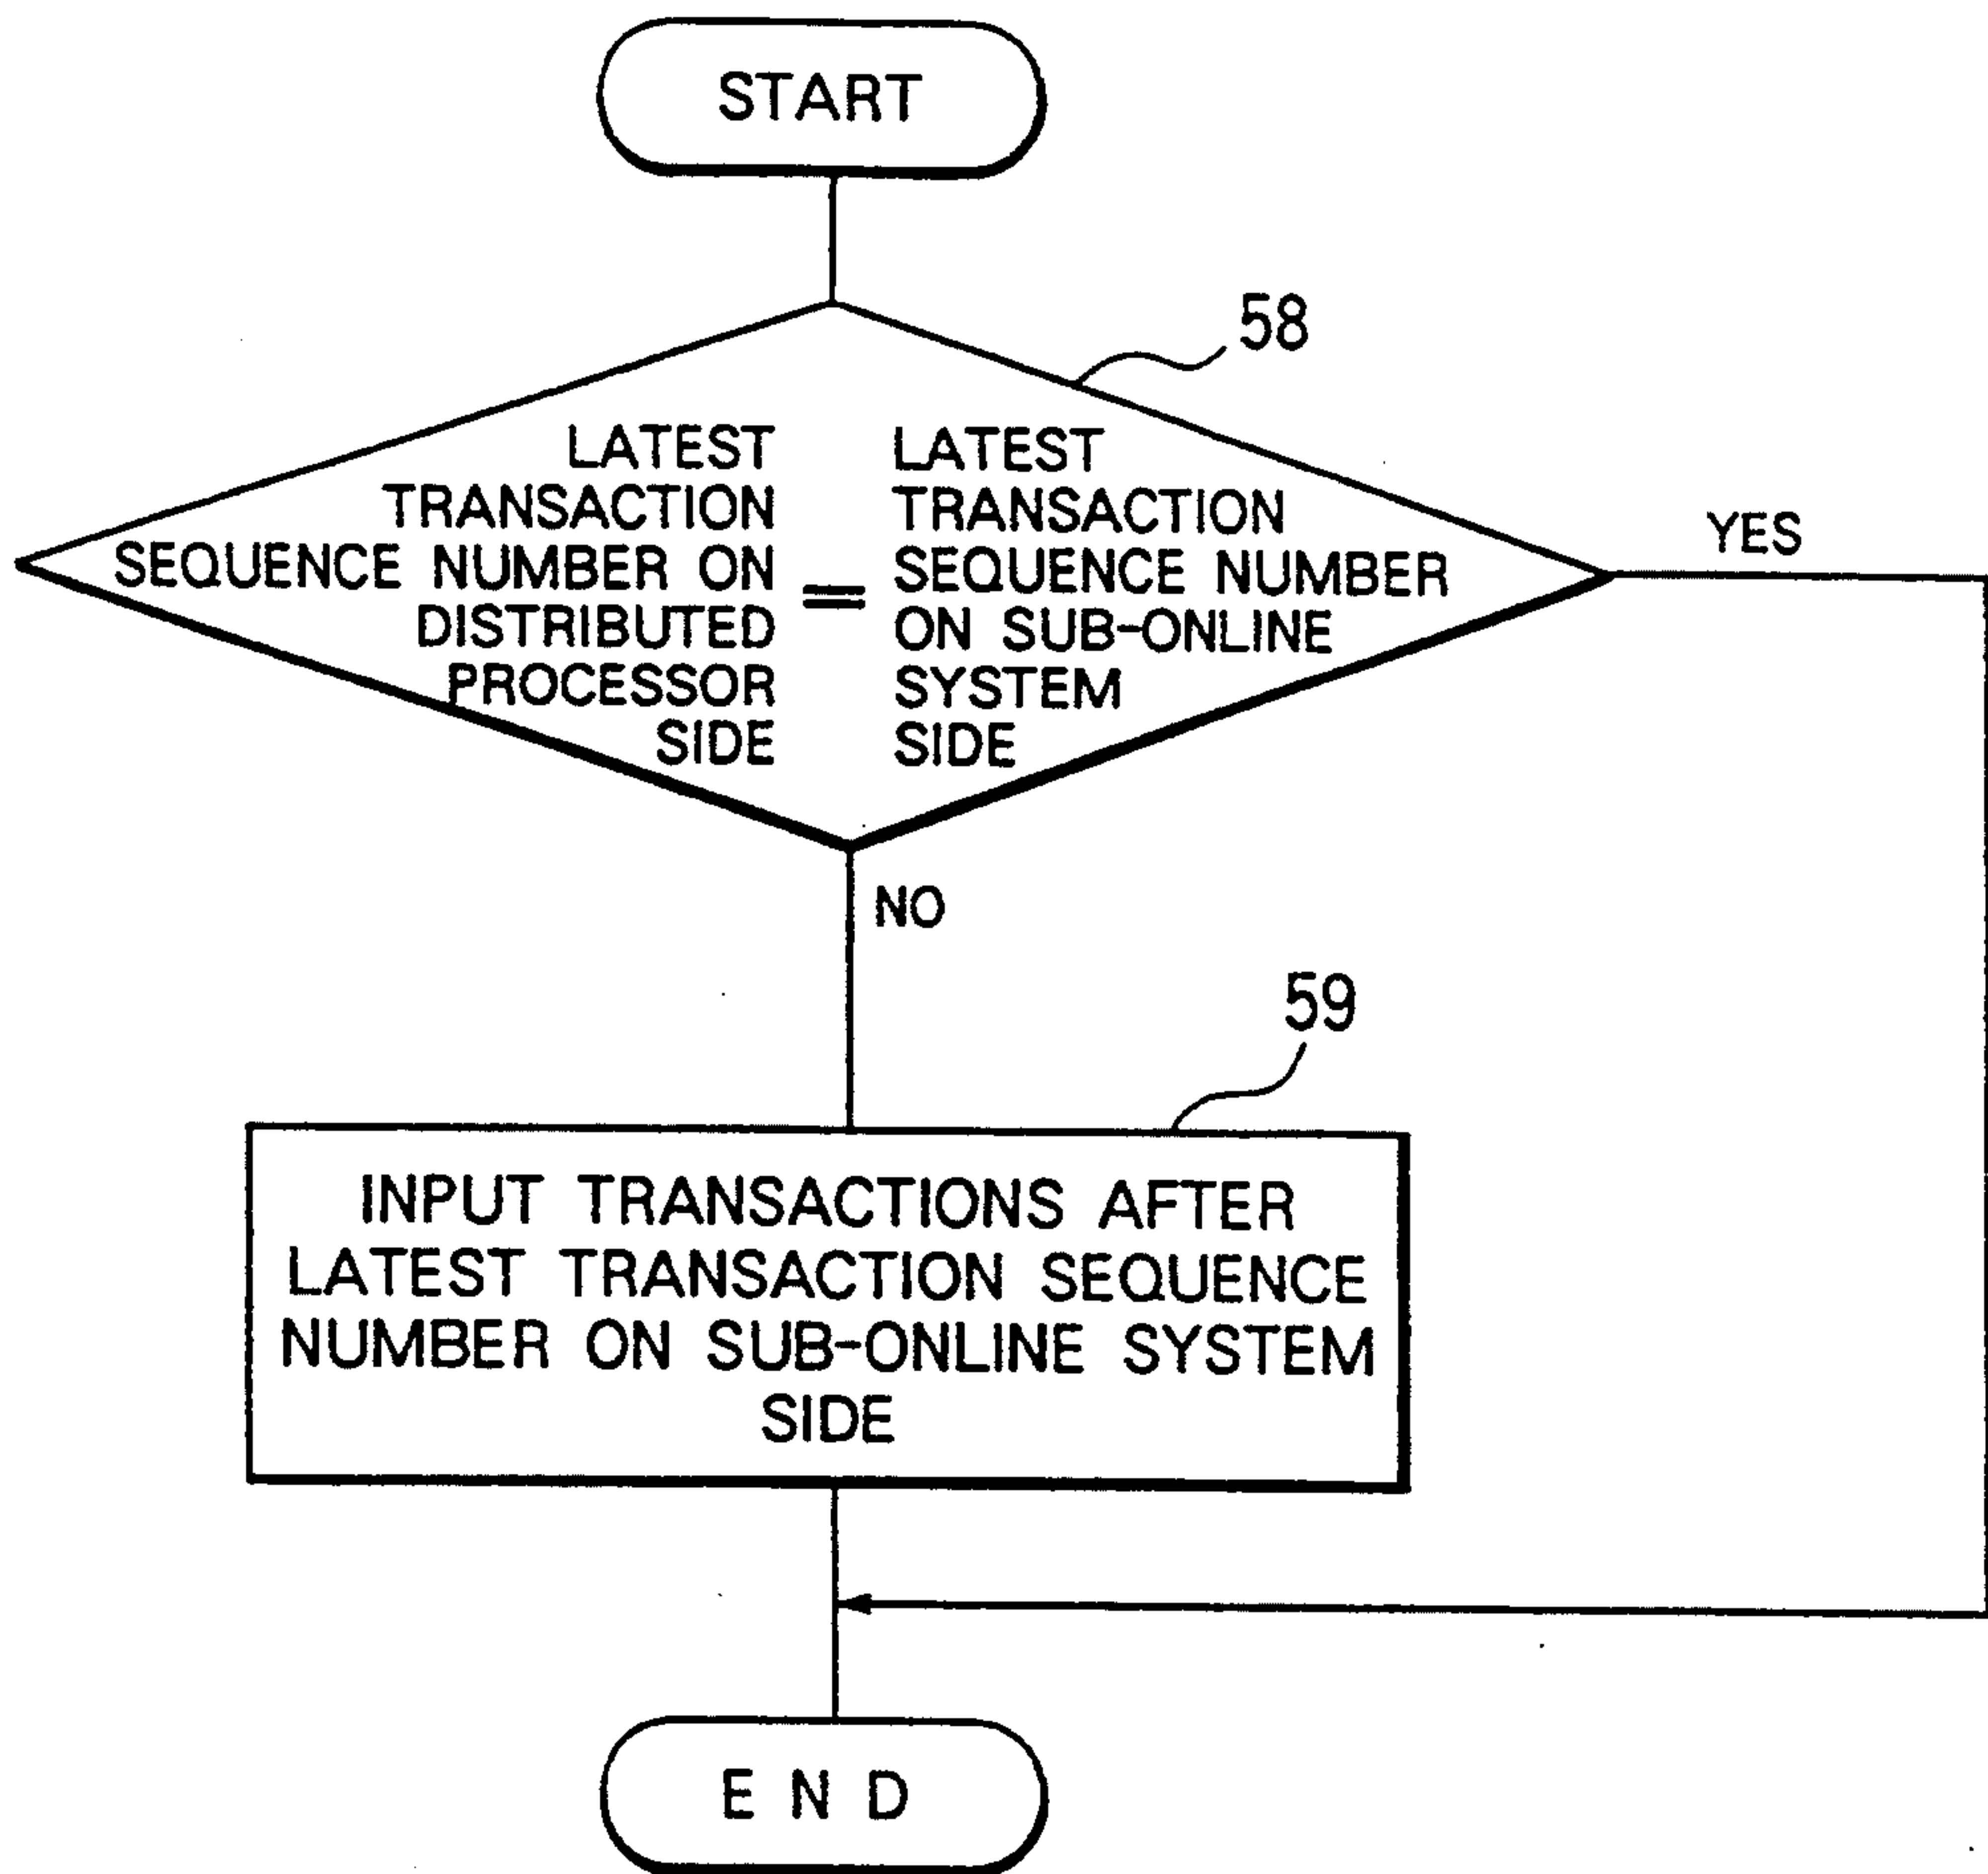 START
58
LATEST
TRANSACTION
SEQUENCE NUMBER ON
DISTRIBUTED
PROCESSOR
SIDE
=
LATEST
TRANSACTION
SEQUENCE NUMBER
ON SUB-ONLINE
SYSTEM
SIDE
YES
NO
59
INPUT TRANSACTIONS AFTER
LATEST TRANSACTION SEQUENCE
NUMBER ON SUB-ONLINE SYSTEM
SIDE
END